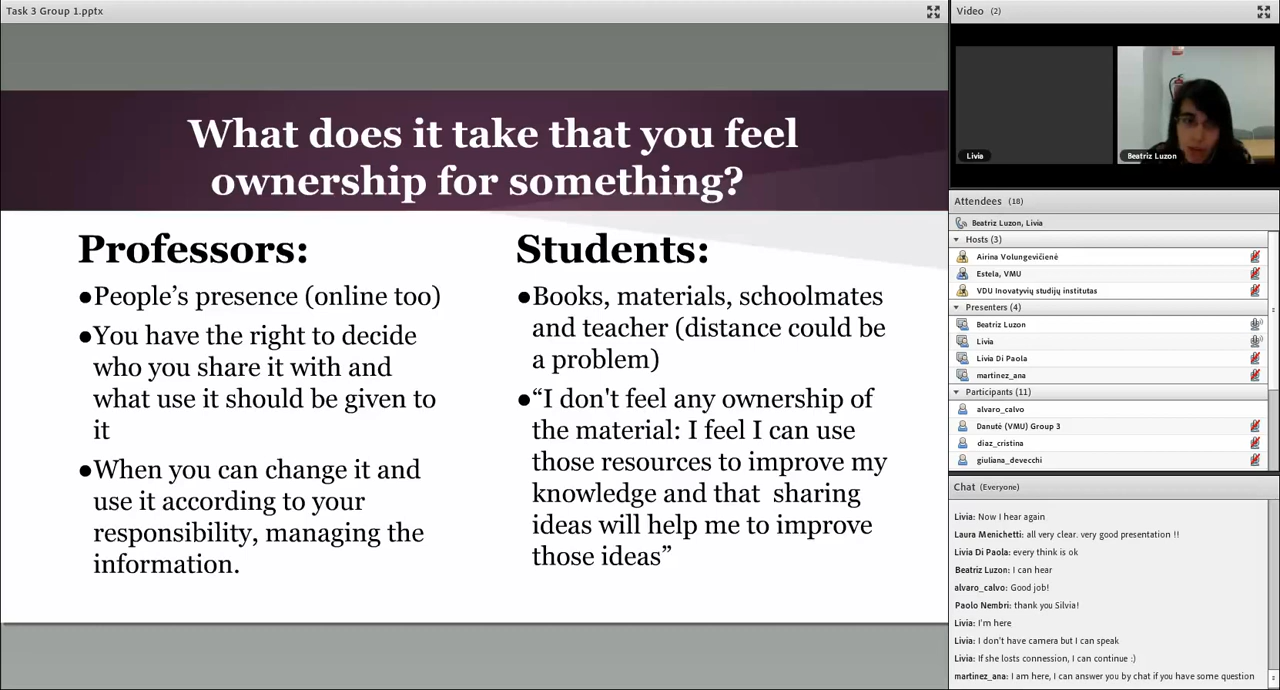 Task 3 Group 1.pptx
What does it take that you feel
ownership for something?
Professors:
●People’s presence (online too)
●You have the right to decide
who you share it with and
what use it should be given to
it
●When you can change it and
use it according to your
responsibility, managing the
information.
Students:
●Books, materials, schoolmates
and teacher (distance could be
a problem)
●“I don't feel any ownership of
the material: I feel I can use
those resources to improve my
knowledge and that sharing
ideas will help me to improve
those ideas”
Video (2)
Livia
Beatriz Luzon
Attendees (18)
Beatriz Luzon, Livia
Hosts (3)
Airina Volungevičienė
Estela, VMU
VDU Inovatyvių studijų institutas
Presenters (4)
Beatriz Luzon
Livia
Livia Di Paola
martinez_ana
Participants (11)
alvaro_calvo
Danutė (VMU) Group 3
diaz_cristina
giuliana_devecchi
Chat (Everyone)
Livia: Now I hear again
Laura Menichetti: all very clear. very good presentation !!
Livia Di Paola: every think is ok
Beatriz Luzon: I can hear
alvaro_calvo: Good job!
Paolo Nembri: thank you Silvia!
Livia: I'm here
Livia: I don't have camera but I can speak
Livia: If she losts connession, I can continue :)
martinez_ana: I am here, I can answer you by chat if you have some question